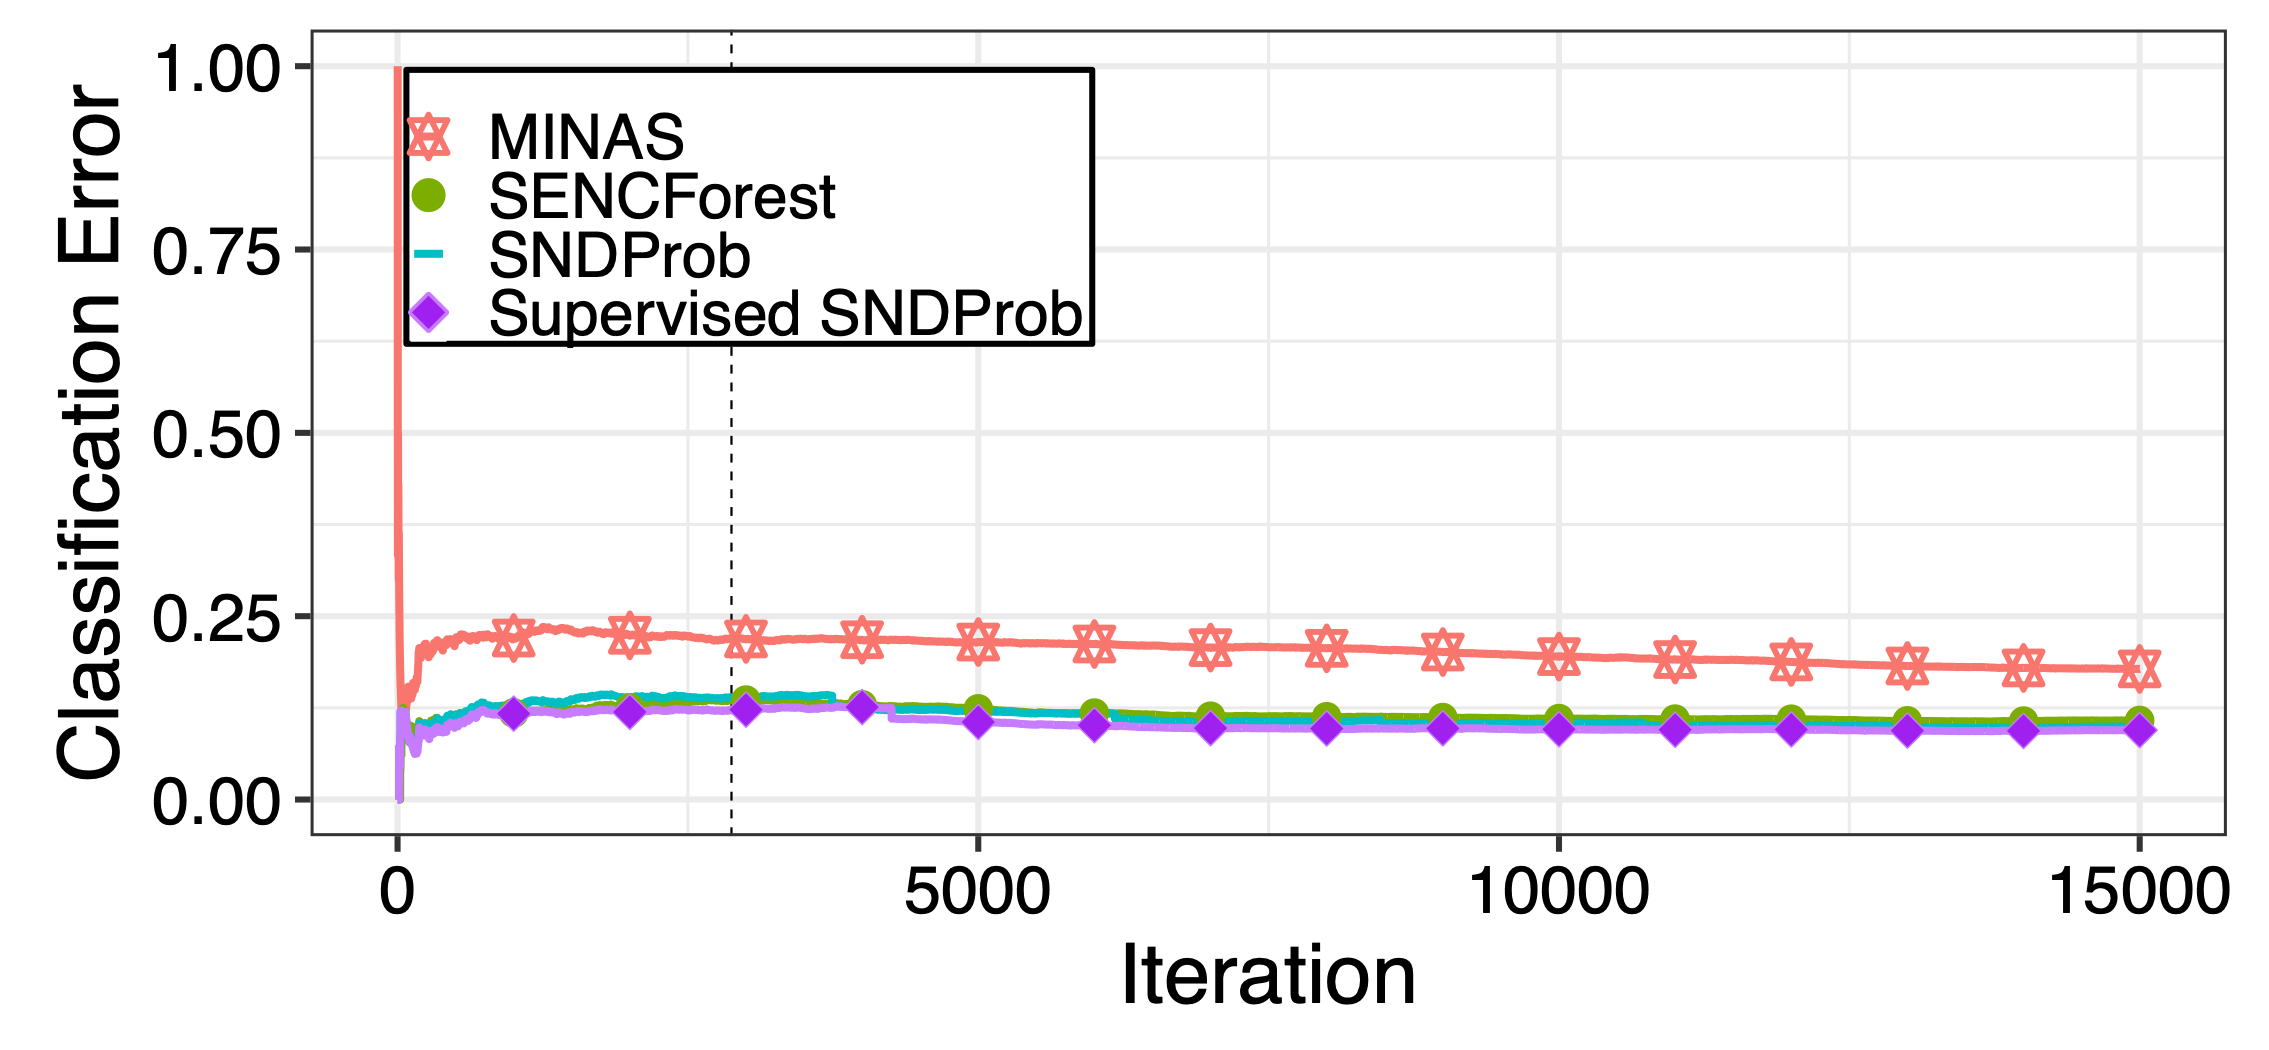 Classification Error
1.00
0.75
0.50
0.25
0.00
MINAS
SENCForest
SNDProb
Supervised SNDProb
0 5000 10000 15000
Iteration